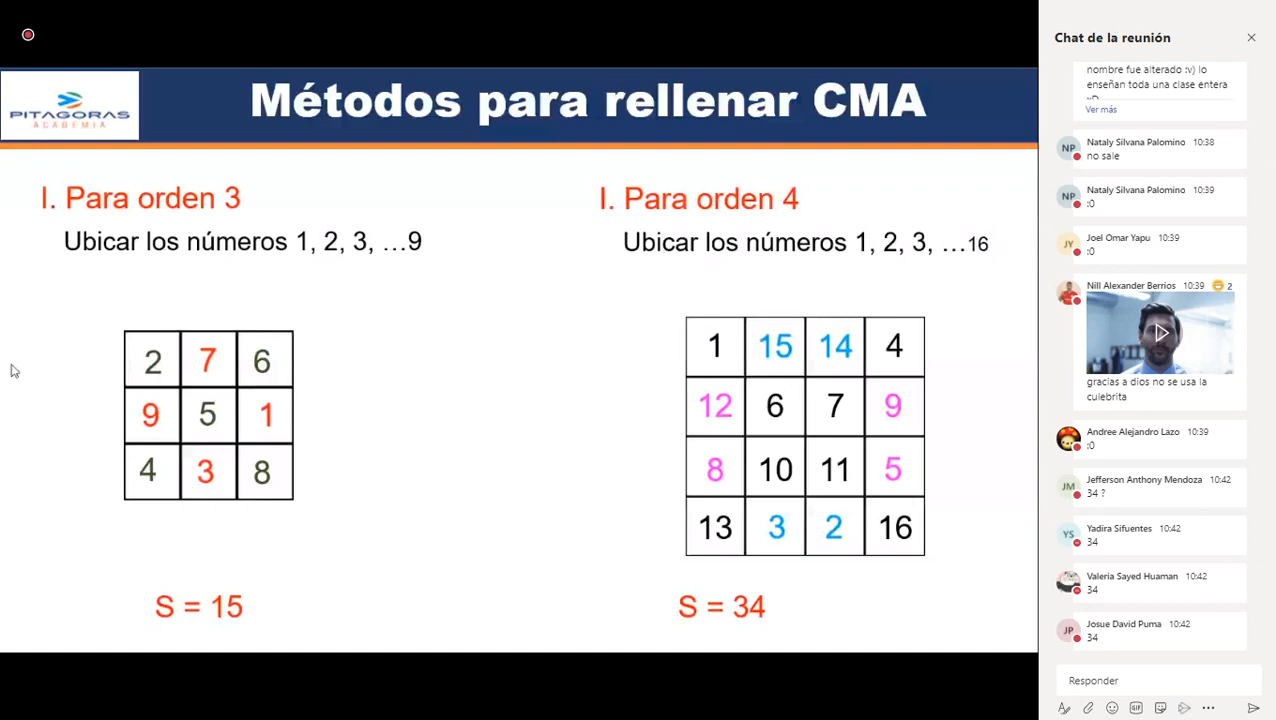 PITAGORAS
ACADEMIA
Métodos para rellenar CMA
I. Para orden 3
Ubicar los números 1, 2, 3, …9
2 7 6
9 5 1
4 3 8
S = 15
I. Para orden 4
Ubicar los números 1, 2, 3, …16
1 15 14 4
12 6 7 9
8 10 11 5
13 3 2 16
S = 34
Chat de la reunión
nombre fue alterado :v) lo
enseñan toda una clase entera
Ver más
NP Nataly Silvana Palomino 10:38
no sale
NP Nataly Silvana Palomino 10:39
:0
JY Joel Omar Yapu 10:39
:0
Nill Alexander Berrios 10:39 2
gracias a dios no se usa la
culebrita
Andree Alejandro Lazo 10:39
:0
JM Jefferson Anthony Mendoza 10:42
34 ?
YS Yadira Sifuentes 10:42
34
Valeria Sayed Huaman 10:42
34
JP Josue David Puma 10:42
34
Responder
GIF